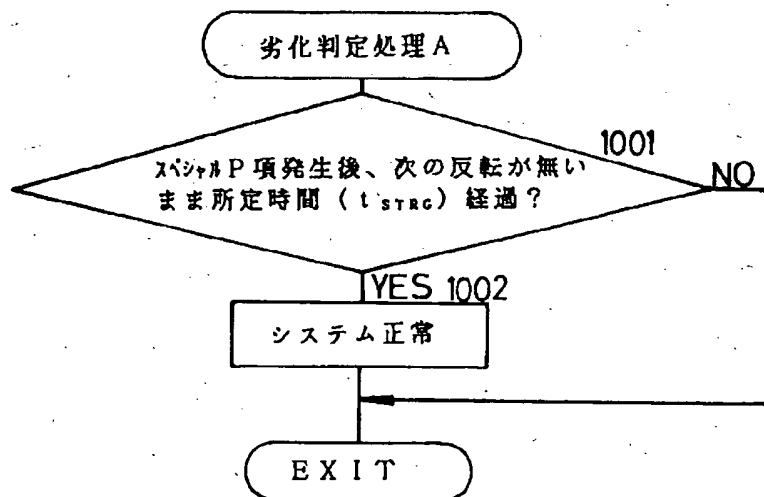 劣化判定処理A
1001
スペシャルP項発生後、次の反転が無い
まま所定時間(tSTRG)経過?
NO
YES 1002
システム正常
EXIT